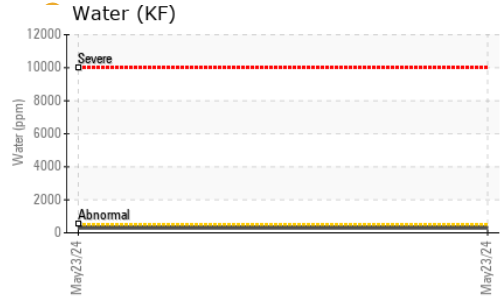 Water (KF)
12000
10000
8000
6000
4000
2000
0
Water (ppm)
Severe
Abnormal
May23/24
May23/24